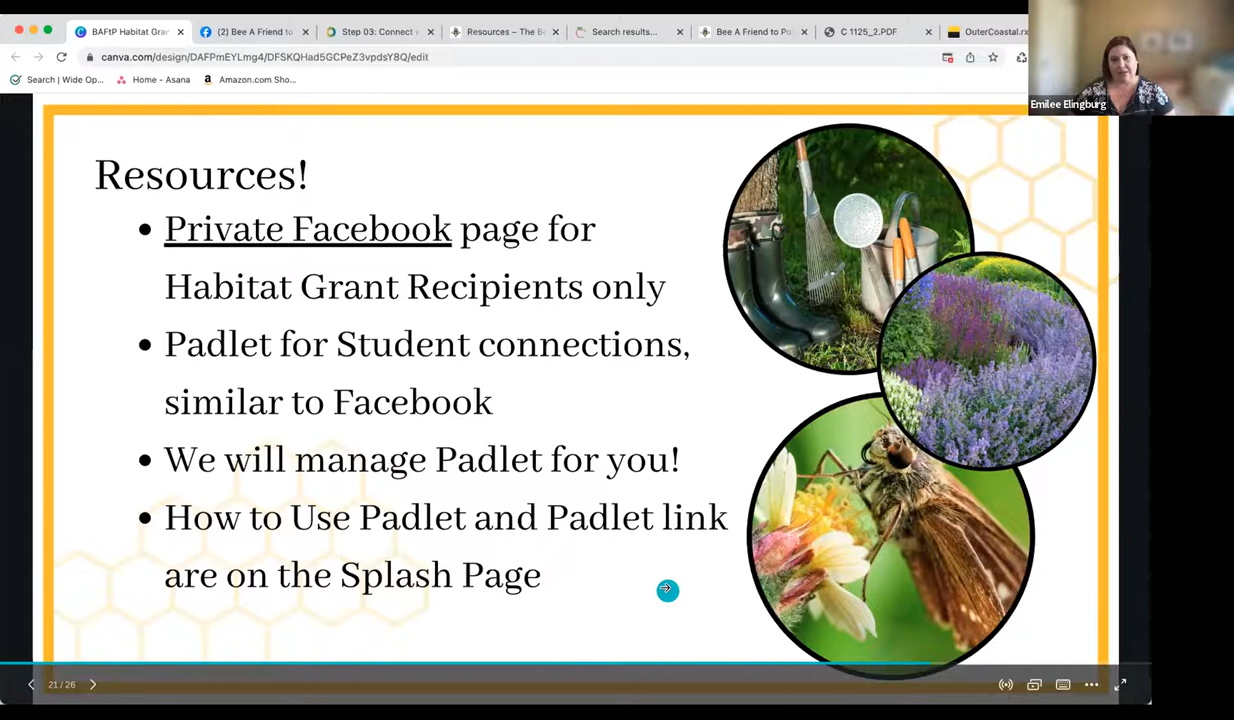 BAFtP Habitat Gran
(2) Bee A Friend to
Step 03: Connect w
Resources – The Be
Search results...
Bee A Friend to Po
C 1125_2.PDF
OuterCoastal.rx
canva.com/design/DAFPmEYLmg4/DFSKQHad5GCPeZ3vpdsY8Q/edit
Search | Wide Op...
Home - Asana
Amazon.com Sho...
Emilee Elingburg
Resources!
• Private Facebook page for
Habitat Grant Recipients only
• Padlet for Student connections,
similar to Facebook
• We will manage Padlet for you!
• How to Use Padlet and Padlet link
are on the Splash Page
21 / 26